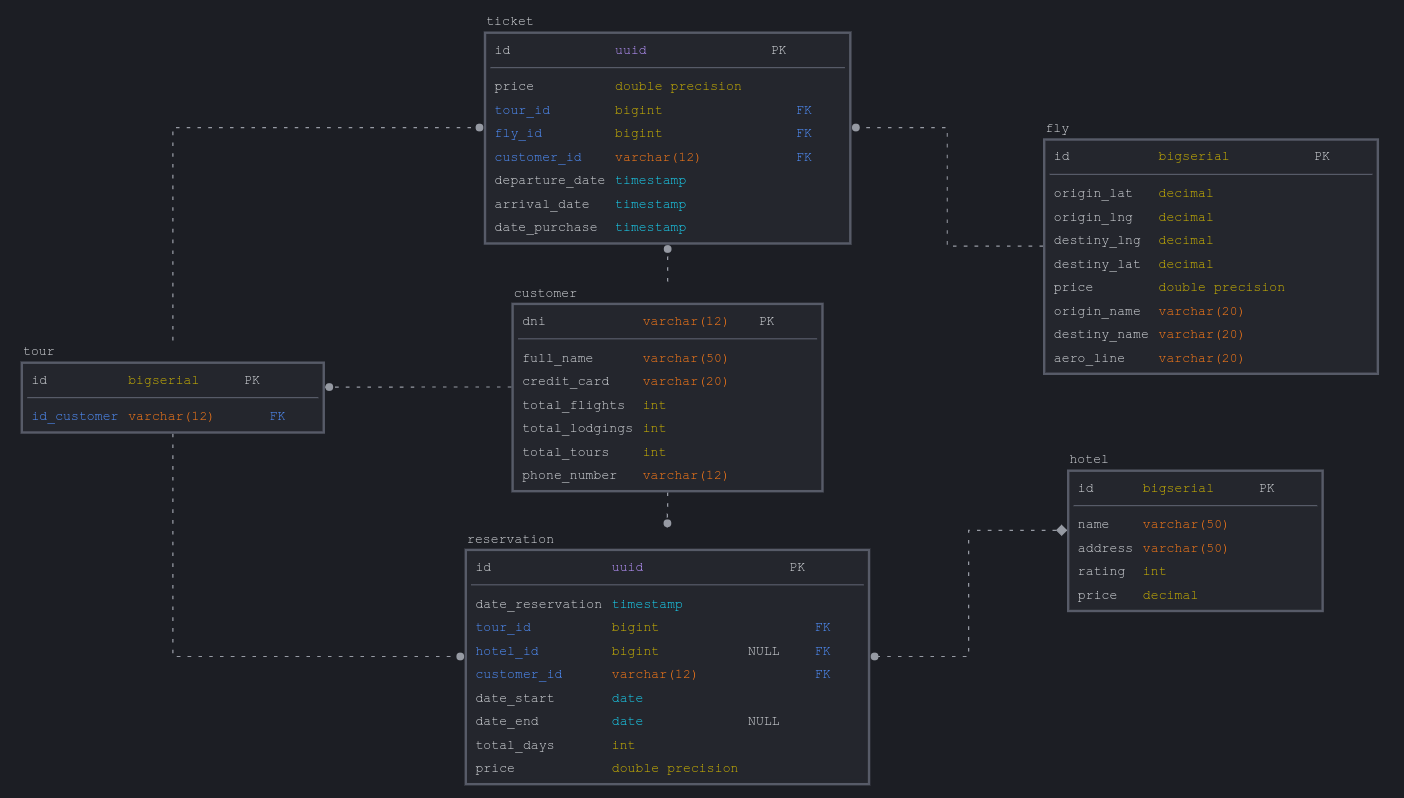 ticket
id uuid PK
price double precision
tour_id bigint FK
fly_id bigint FK
customer_id varchar(12) FK
departure_date timestamp
arrival_date timestamp
date_purchase timestamp
fly
id bigserial PK
origin_lat decimal
origin_lng decimal
destiny_lng decimal
destiny_lat decimal
price double precision
origin_name varchar(20)
destiny_name varchar(20)
aero_line varchar(20)
customer
dni varchar(12) PK
full_name varchar(50)
credit_card varchar(20)
total_flights int
total_lodgings int
total_tours int
phone_number varchar(12)
tour
id bigserial PK
id_customer varchar(12) FK
hotel
id bigserial PK
name varchar(50)
address varchar(50)
rating int
price decimal
reservation
id uuid PK
date_reservation timestamp
tour_id bigint FK
hotel_id bigint NULL FK
customer_id varchar(12) FK
date_start date
date_end date NULL
total_days int
price double precision